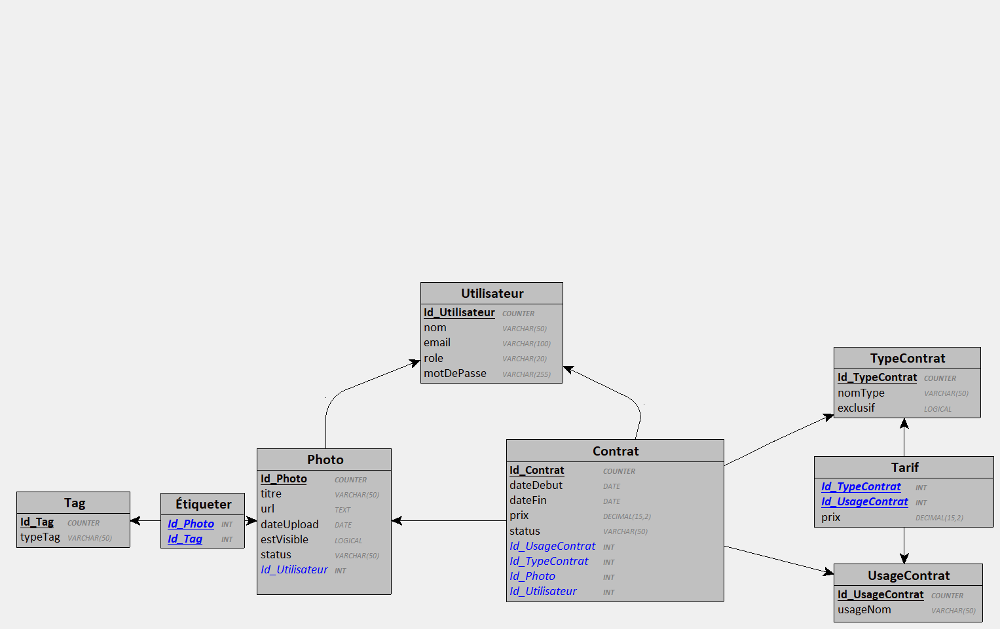 Utilisateur
Id_Utilisateur COUNTER
nom VARCHAR(50)
email VARCHAR(100)
role VARCHAR(20)
motDePasse VARCHAR(255)
TypeContrat
Id_TypeContrat COUNTER
nomType VARCHAR(50)
exclusif LOGICAL
Tag
Id_Tag COUNTER
typeTag VARCHAR(50)
Étiqueter
Id_Photo INT
Id_Tag INT
Photo
Id_Photo COUNTER
titre VARCHAR(50)
url TEXT
dateUpload DATE
estVisible LOGICAL
status VARCHAR(50)
Id_Utilisateur INT
Contrat
Id_Contrat COUNTER
dateDebut DATE
dateFin DATE
prix DECIMAL(15,2)
status VARCHAR(50)
Id_UsageContrat INT
Id_TypeContrat INT
Id_Photo INT
Id_Utilisateur INT
Tarif
Id_TypeContrat INT
Id_UsageContrat INT
prix DECIMAL(15,2)
UsageContrat
Id_UsageContrat COUNTER
usageNom VARCHAR(50)